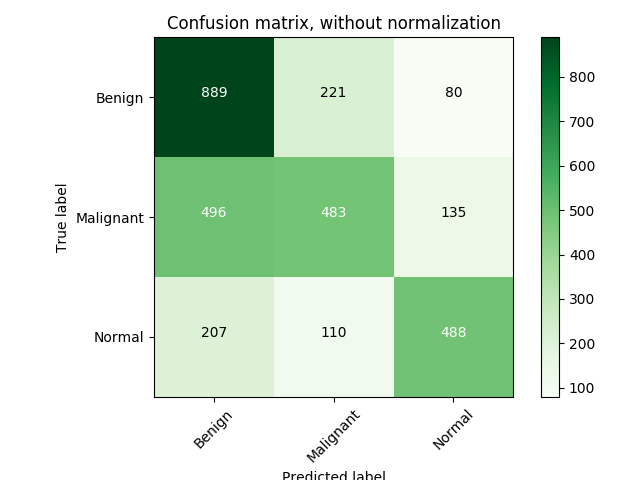 Confusion matrix, without normalization
Benign 889 221 80
Malignant 496 483 135
Normal 207 110 488
True label
Benign Malignant Normal
Predicted label
800
700
600
500
400
300
200
100